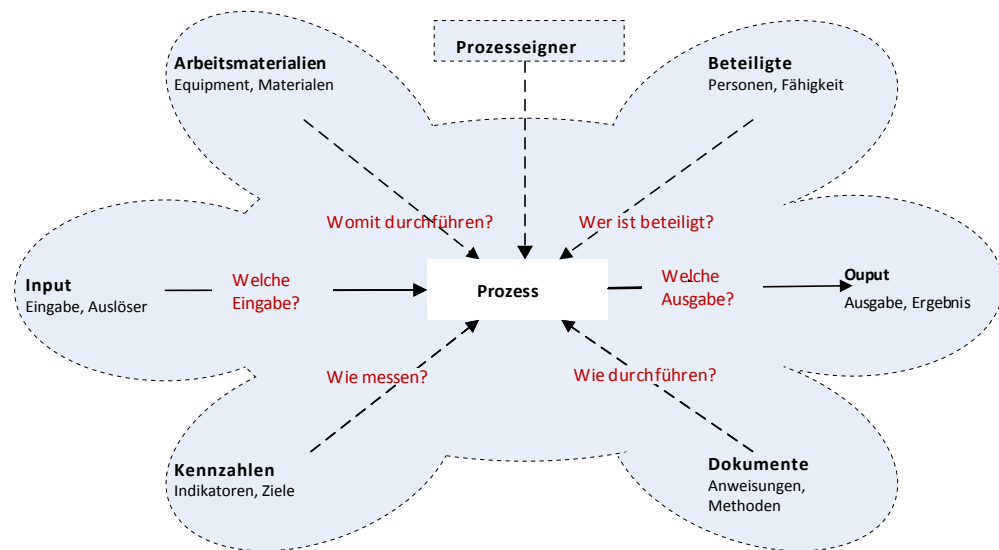 Prozesseigner
Arbeitsmaterialien
Equipment, Materialen
Beteiligte
Personen, Fähigkeit
Womit durchführen?
Wer ist beteiligt?
Input
Eingabe, Auslöser
Welche
Eingabe?
Prozess
Welche
Ausgabe?
Ouput
Ausgabe, Ergebnis
Wie messen?
Wie durchführen?
Kennzahlen
Indikatoren, Ziele
Dokumente
Anweisungen,
Methoden